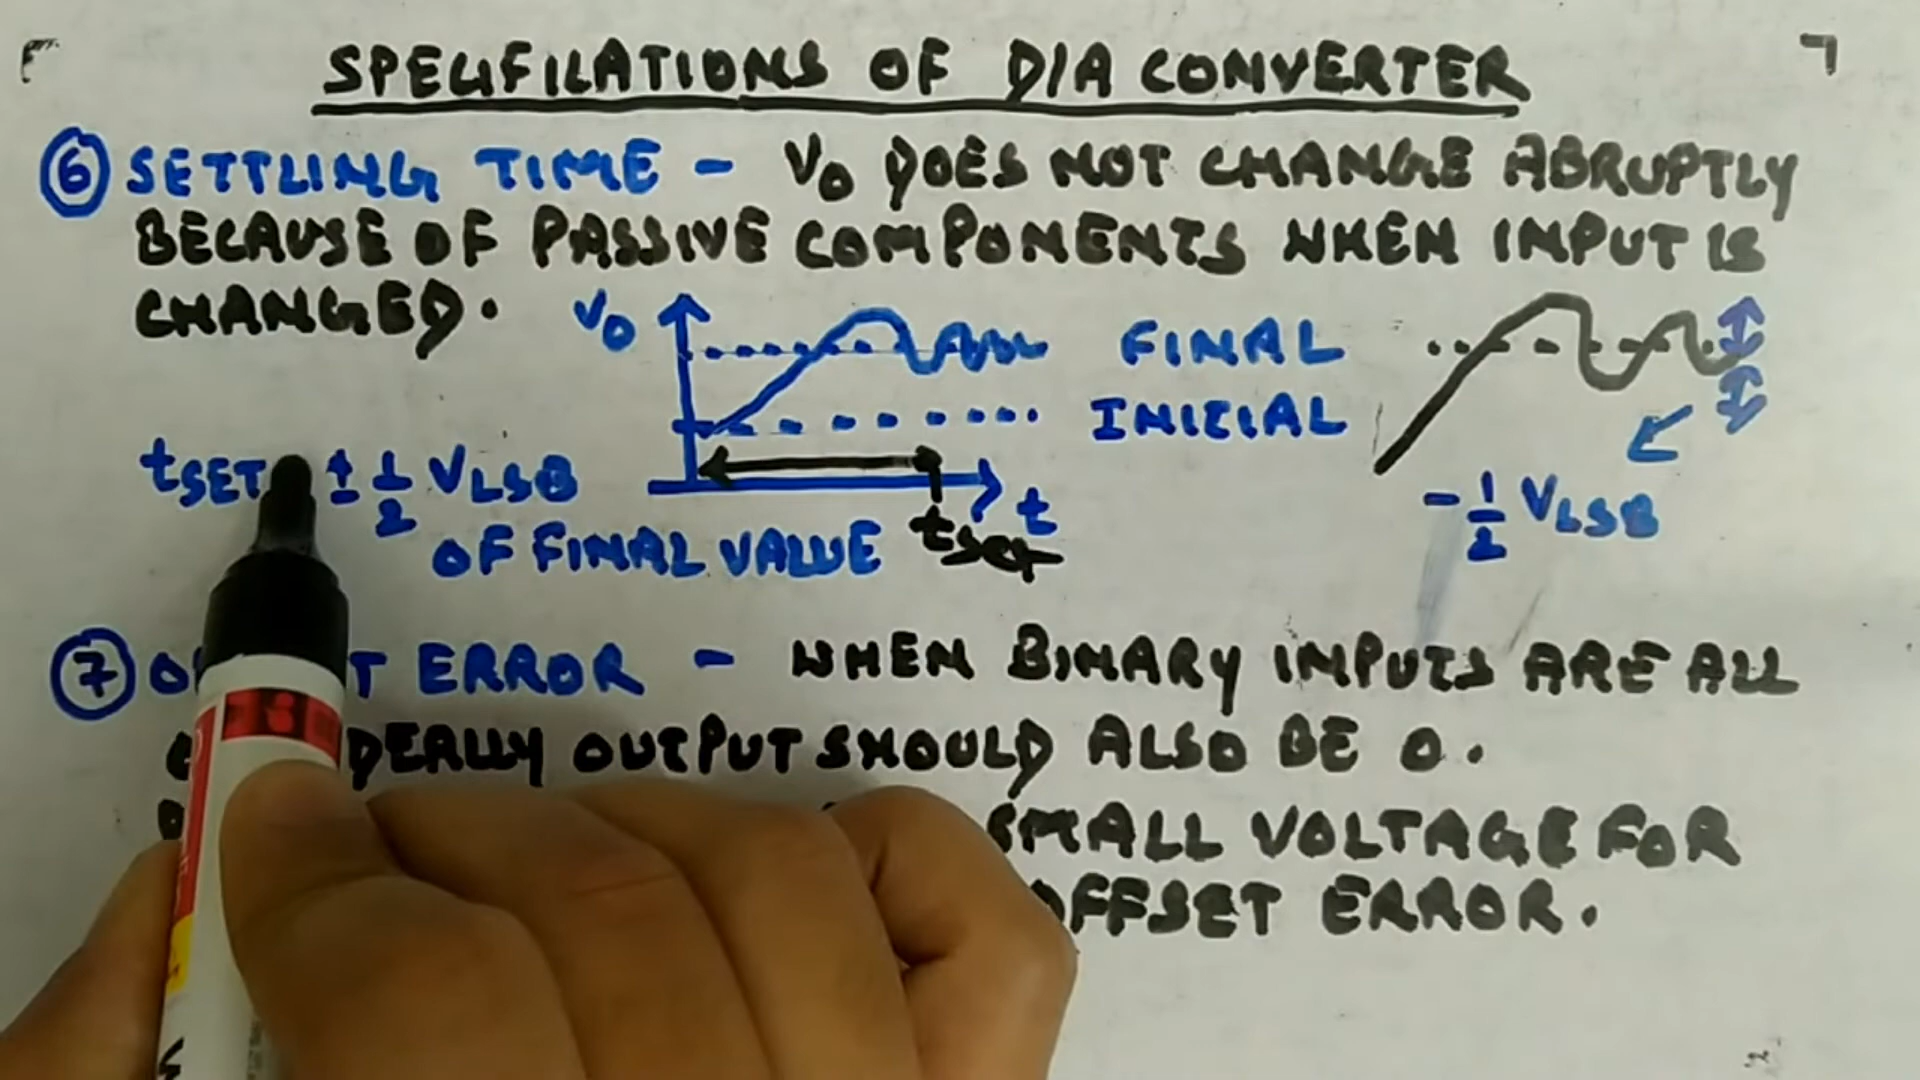 SPECIFICATIONS OF D/A CONVERTER
⑥ SETTLING TIME - V₀ DOES NOT CHANGE ABRUPTLY
BECAUSE OF PASSIVE COMPONENTS WHEN INPUT IS
CHANGED.
V₀
FINAL
INITIAL
tSET ± 1/2 VLSB
OF FINAL VALUE
tSET
t
- 1/2 VLSB
⑦ ERROR - WHEN BINARY INPUTS ARE ALL
OUTPUT SHOULD ALSO BE 0.
SMALL VOLTAGE FOR
OFFSET ERROR.